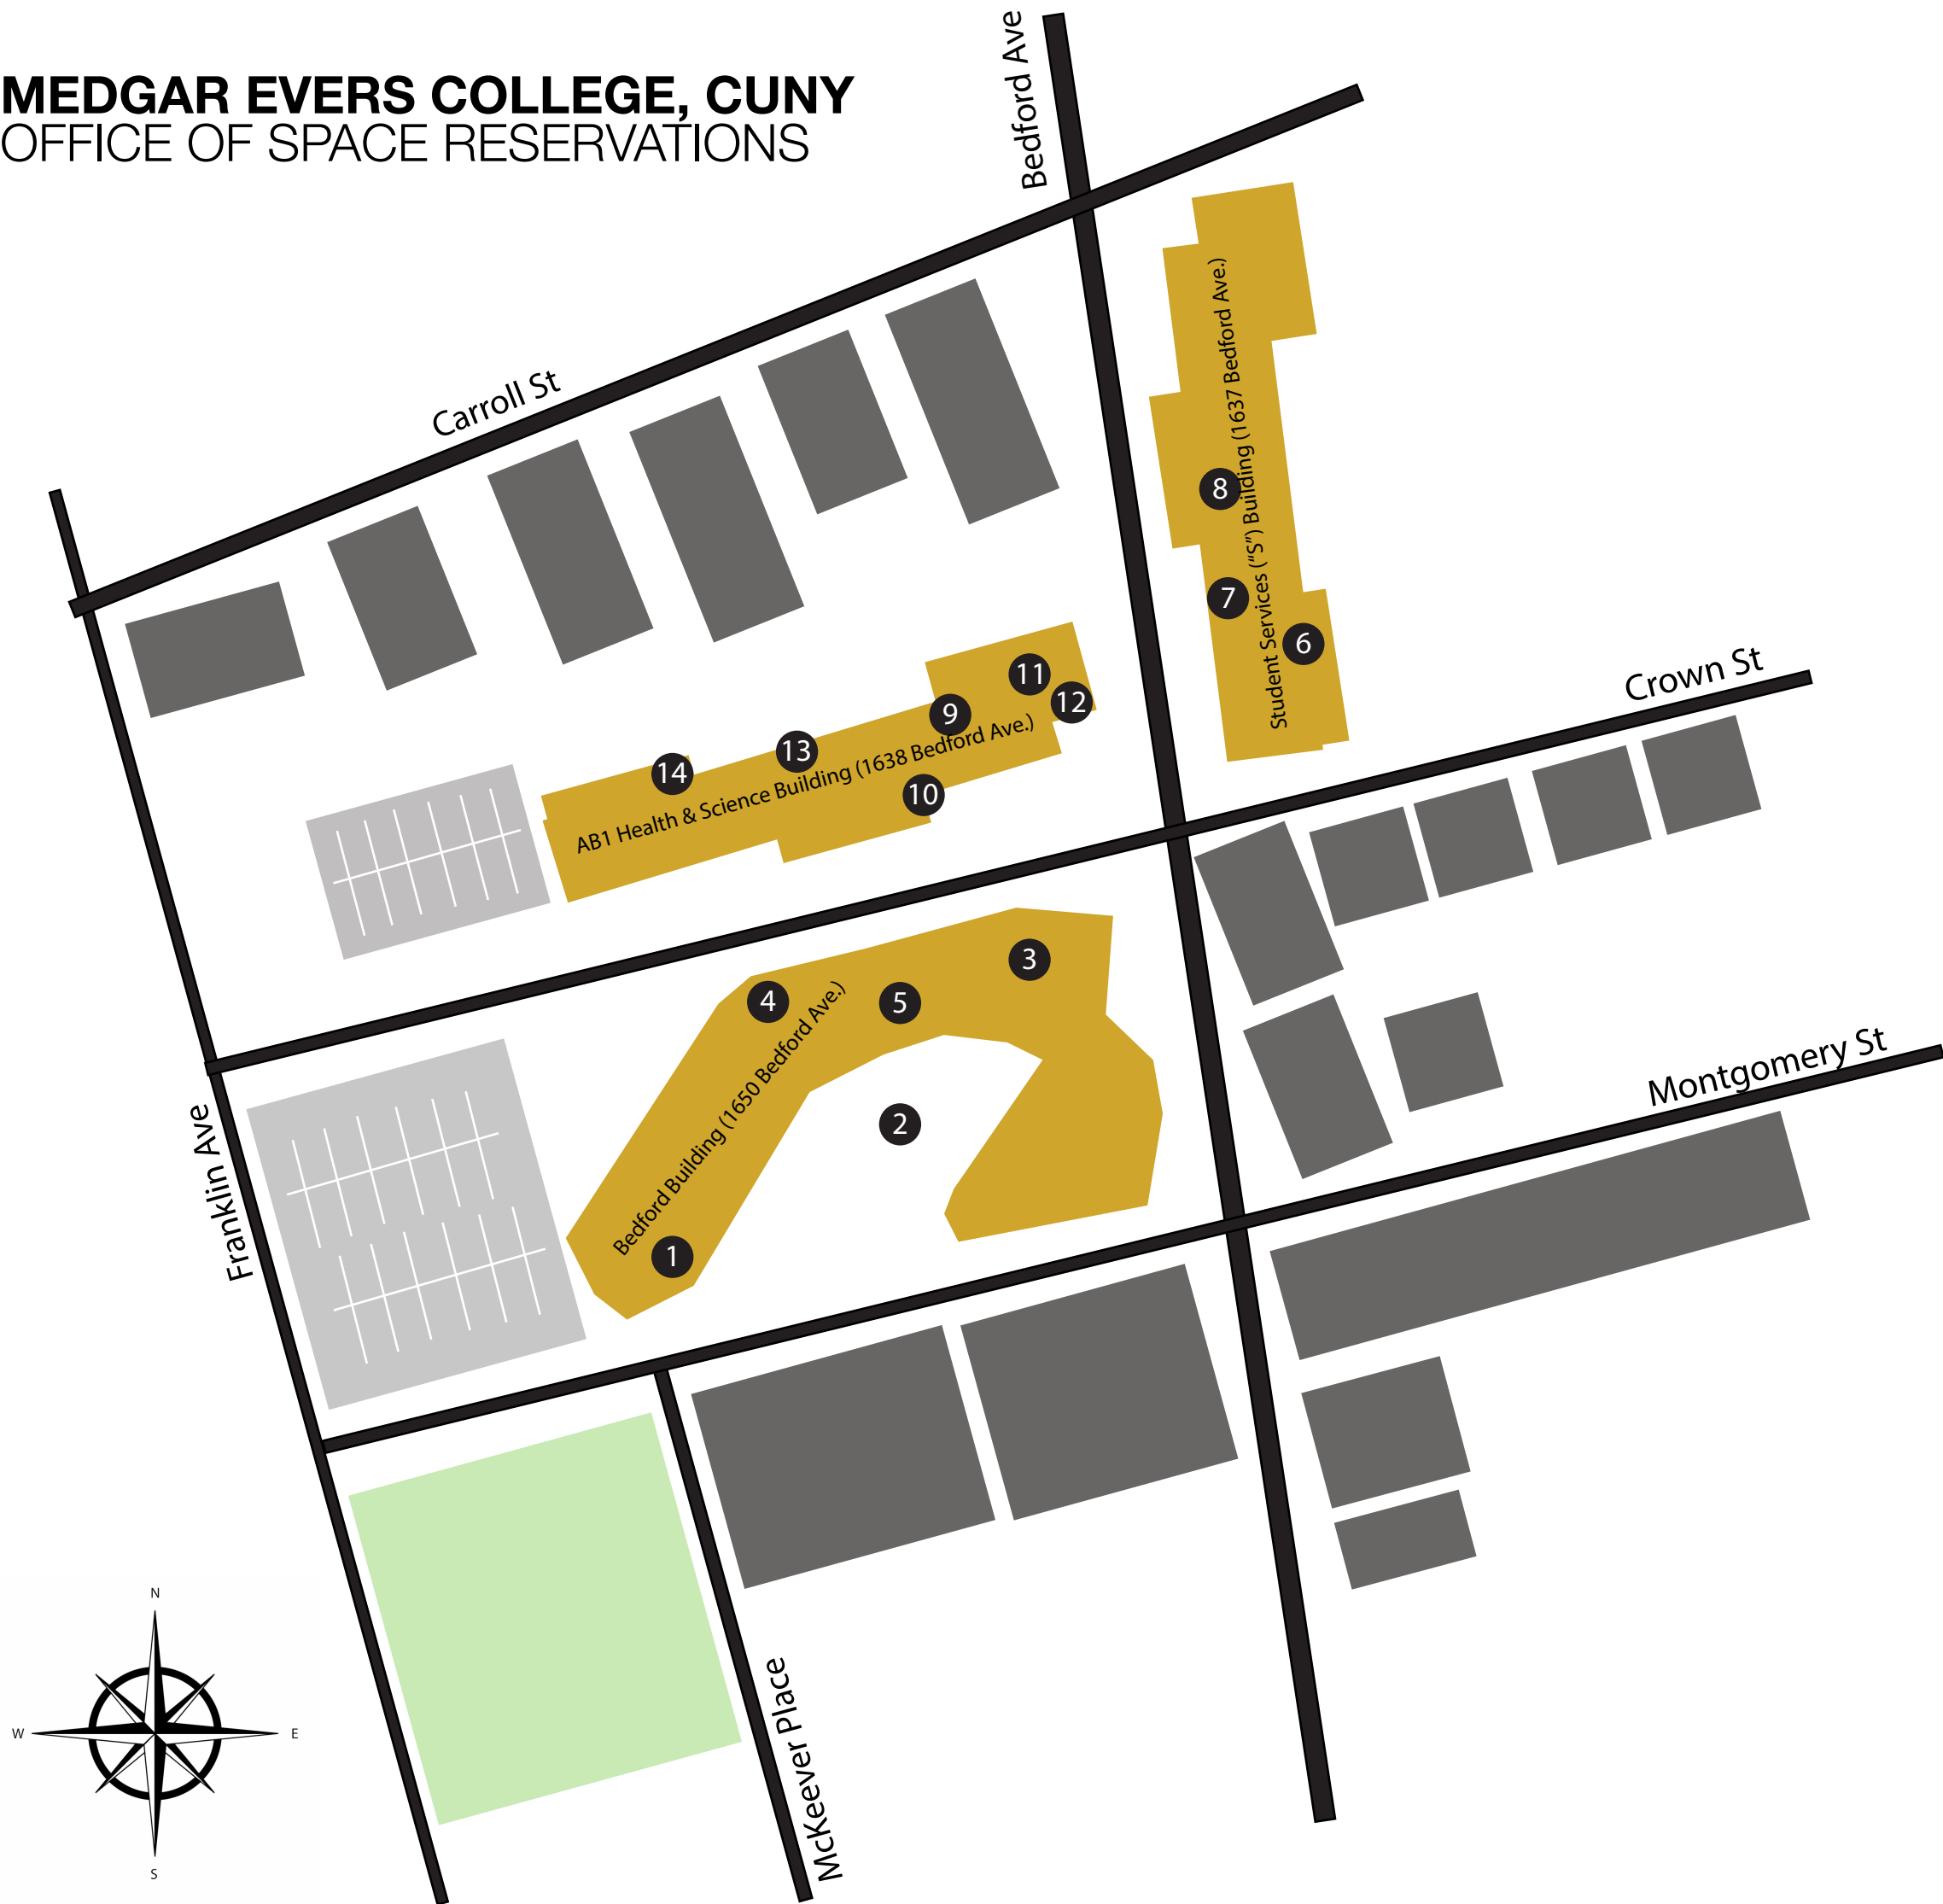 MEDGAR EVERS COLLEGE, CUNY
OFFICE OF SPACE RESERVATIONS
Bedford Ave
Carroll St
Student Services (“S”) Building (1637 Bedford Ave.)
8
7
6
Crown St
11
12
9
13
14
10
AB1 Health & Science Building (1638 Bedford Ave.)
3
4
5
Bedford Building (1650 Bedford Ave.)
2
1
Montgomery St
Franklin Ave
McKeever Place
N
W
E
S